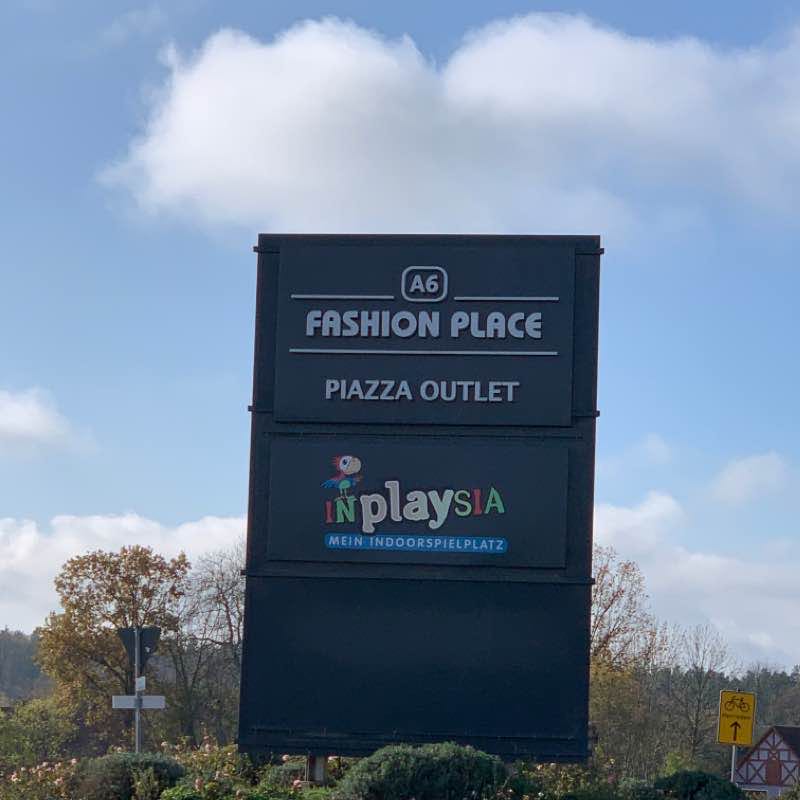 A6
FASHION PLACE
PIAZZA OUTLET
INplaySIA
MEIN INDOORSPIELPLATZ